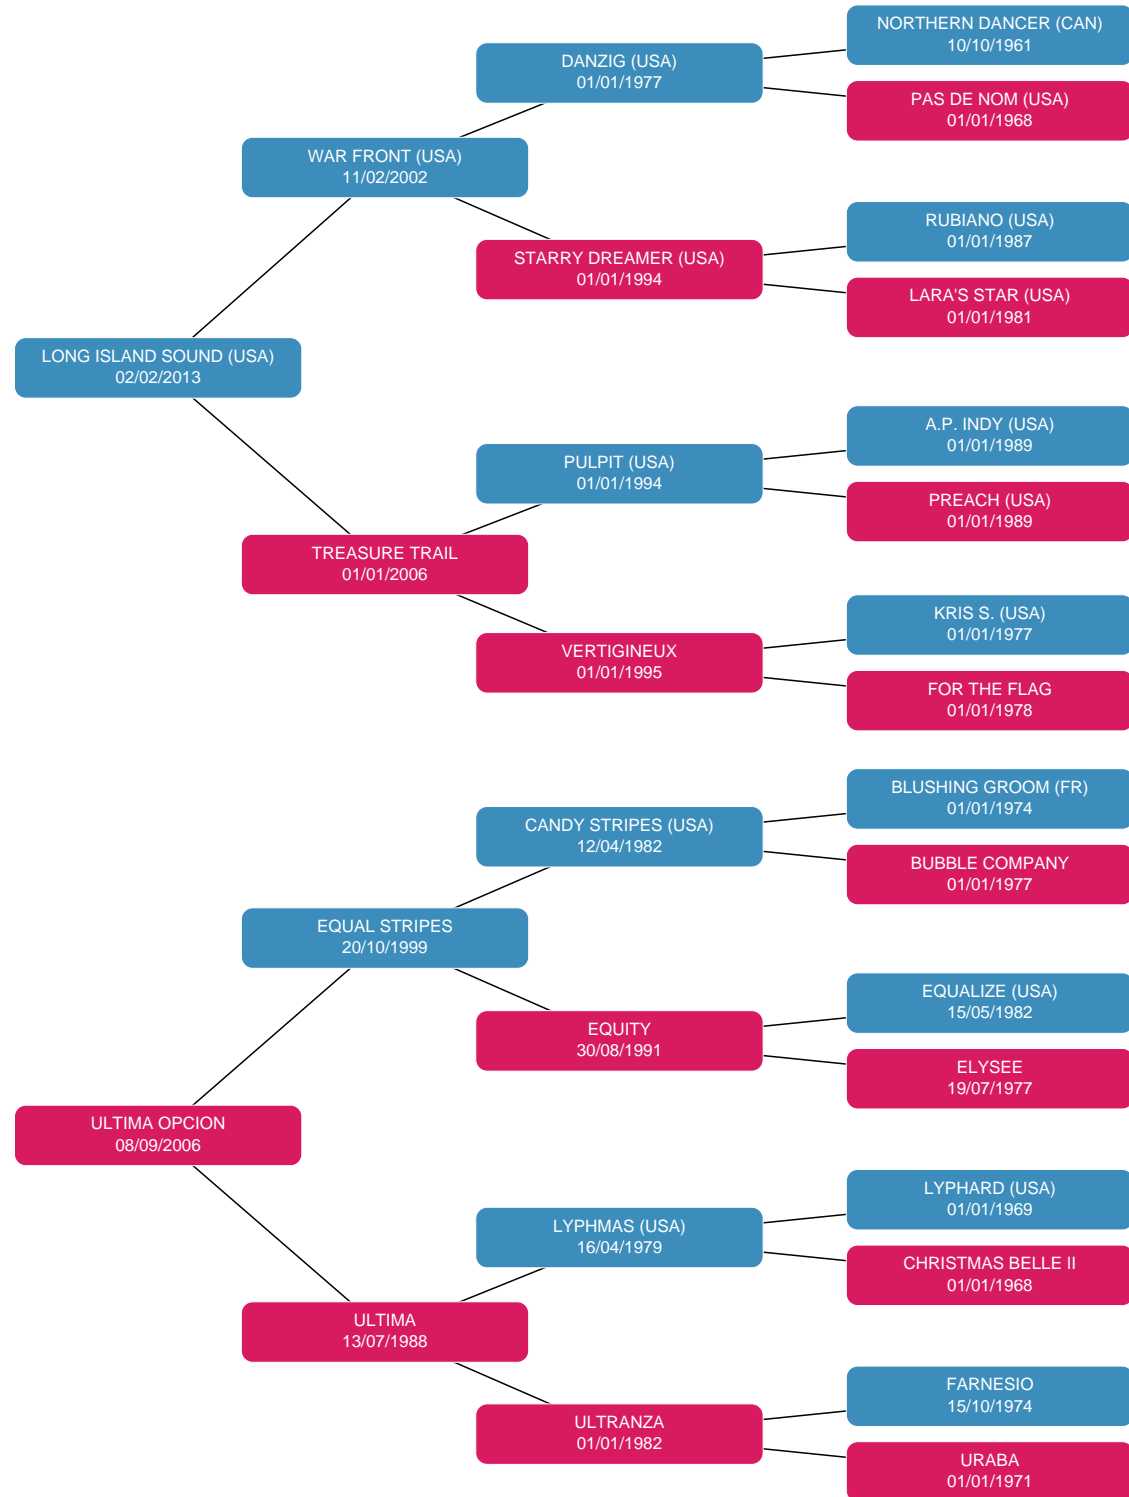 NORTHERN DANCER (CAN)
10/10/1961
DANZIG (USA)
01/01/1977
PAS DE NOM (USA)
01/01/1968
WAR FRONT (USA)
11/02/2002
RUBIANO (USA)
01/01/1987
STARRY DREAMER (USA)
01/01/1994
LARA'S STAR (USA)
01/01/1981
LONG ISLAND SOUND (USA)
02/02/2013
A.P. INDY (USA)
01/01/1989
PULPIT (USA)
01/01/1994
PREACH (USA)
01/01/1989
TREASURE TRAIL
01/01/2006
KRIS S. (USA)
01/01/1977
VERTIGINEUX
01/01/1995
FOR THE FLAG
01/01/1978
BLUSHING GROOM (FR)
01/01/1974
CANDY STRIPES (USA)
12/04/1982
BUBBLE COMPANY
01/01/1977
EQUAL STRIPES
20/10/1999
EQUALIZE (USA)
15/05/1982
EQUITY
30/08/1991
ELYSEE
19/07/1977
ULTIMA OPCION
08/09/2006
LYPHARD (USA)
01/01/1969
LYPHMAS (USA)
16/04/1979
CHRISTMAS BELLE II
01/01/1968
ULTIMA
13/07/1988
FARNESIO
15/10/1974
ULTRANZA
01/01/1982
URABA
01/01/1971